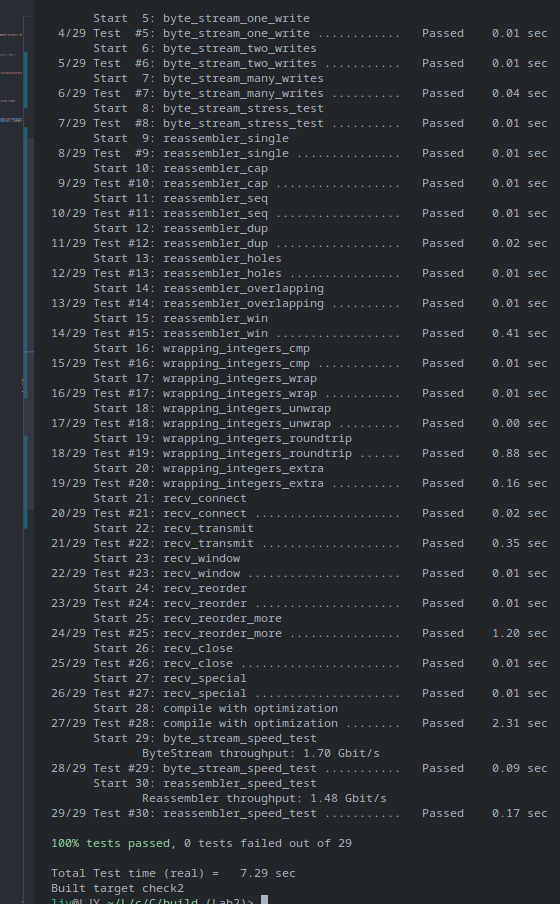 Start  5: byte_stream_one_write
 4/29 Test  #5: byte_stream_one_write ............   Passed    0.01 sec
      Start  6: byte_stream_two_writes
 5/29 Test  #6: byte_stream_two_writes ...........   Passed    0.01 sec
      Start  7: byte_stream_many_writes
 6/29 Test  #7: byte_stream_many_writes ..........   Passed    0.04 sec
      Start  8: byte_stream_stress_test
 7/29 Test  #8: byte_stream_stress_test ..........   Passed    0.01 sec
      Start  9: reassembler_single
 8/29 Test  #9: reassembler_single ...............   Passed    0.01 sec
      Start 10: reassembler_cap
 9/29 Test #10: reassembler_cap ..................   Passed    0.01 sec
      Start 11: reassembler_seq
10/29 Test #11: reassembler_seq ..................   Passed    0.01 sec
      Start 12: reassembler_dup
11/29 Test #12: reassembler_dup ..................   Passed    0.02 sec
      Start 13: reassembler_holes
12/29 Test #13: reassembler_holes ................   Passed    0.01 sec
      Start 14: reassembler_overlapping
13/29 Test #14: reassembler_overlapping ..........   Passed    0.01 sec
      Start 15: reassembler_win
14/29 Test #15: reassembler_win ..................   Passed    0.41 sec
      Start 16: wrapping_integers_cmp
15/29 Test #16: wrapping_integers_cmp ............   Passed    0.01 sec
      Start 17: wrapping_integers_wrap
16/29 Test #17: wrapping_integers_wrap ...........   Passed    0.01 sec
      Start 18: wrapping_integers_unwrap
17/29 Test #18: wrapping_integers_unwrap .........   Passed    0.00 sec
      Start 19: wrapping_integers_roundtrip
18/29 Test #19: wrapping_integers_roundtrip ......   Passed    0.88 sec
      Start 20: wrapping_integers_extra
19/29 Test #20: wrapping_integers_extra ..........   Passed    0.16 sec
      Start 21: recv_connect
20/29 Test #21: recv_connect .....................   Passed    0.02 sec
      Start 22: recv_transmit
21/29 Test #22: recv_transmit ....................   Passed    0.35 sec
      Start 23: recv_window
22/29 Test #23: recv_window ......................   Passed    0.01 sec
      Start 24: recv_reorder
23/29 Test #24: recv_reorder .....................   Passed    0.01 sec
      Start 25: recv_reorder_more
24/29 Test #25: recv_reorder_more ................   Passed    1.20 sec
      Start 26: recv_close
25/29 Test #26: recv_close .......................   Passed    0.01 sec
      Start 27: recv_special
26/29 Test #27: recv_special .....................   Passed    0.01 sec
      Start 28: compile with optimization
27/29 Test #28: compile with optimization ........   Passed    2.31 sec
      Start 29: byte_stream_speed_test
             ByteStream throughput: 1.70 Gbit/s
28/29 Test #29: byte_stream_speed_test ...........   Passed    0.09 sec
      Start 30: reassembler_speed_test
             Reassembler throughput: 1.48 Gbit/s
29/29 Test #30: reassembler_speed_test ...........   Passed    0.17 sec

100% tests passed, 0 tests failed out of 29

Total Test time (real) =   7.29 sec
Built target check2
liv@LIY ~/L/c/C/build (Lab2)>